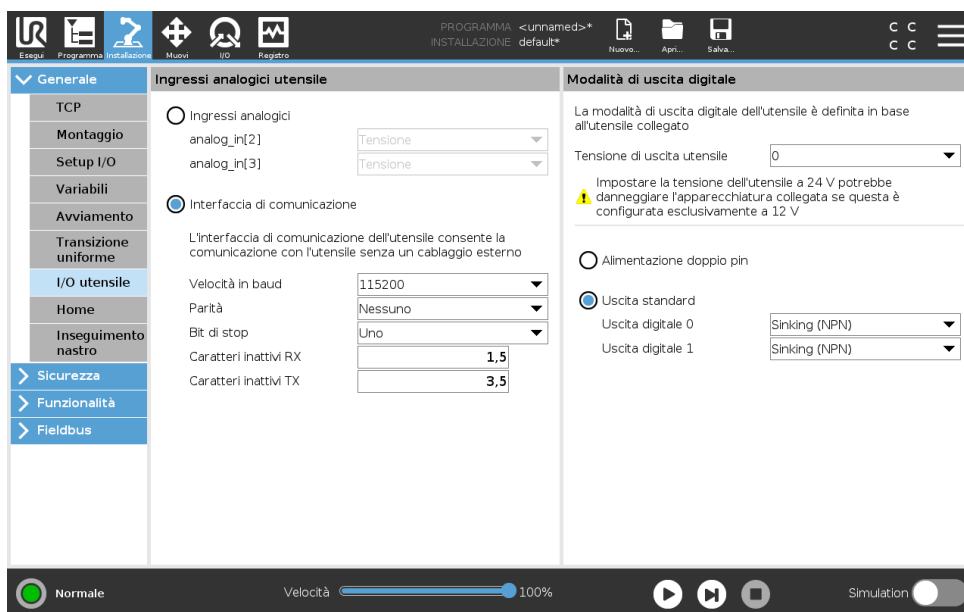 UR
Esegui
Programma
Installazione
Muovi
I/O
Registro
PROGRAMMA <unnamed>*
INSTALLAZIONE default*
Nuovo...
Apri...
Salva...
C C
C C
Generale
TCP
Montaggio
Setup I/O
Variabili
Avviamento
Transizione
uniforme
I/O utensile
Home
Inseguimento
nastro
Sicurezza
Funzionalità
Fieldbus
Ingressi analogici utensile
Ingressi analogici
analog_in[2] Tensione
analog_in[3] Tensione
Interfaccia di comunicazione
L'interfaccia di comunicazione dell'utensile consente la
comunicazione con l'utensile senza un cablaggio esterno
Velocità in baud 115200
Parità Nessuno
Bit di stop Uno
Caratteri inattivi RX 1,5
Caratteri inattivi TX 3,5
Modalità di uscita digitale
La modalità di uscita digitale dell'utensile è definita in base
all'utensile collegato
Tensione di uscita utensile 0
Impostare la tensione dell'utensile a 24 V potrebbe
danneggiare l'apparecchiatura collegata se questa è
configurata esclusivamente a 12 V
Alimentazione doppio pin
Uscita standard
Uscita digitale 0 Sinking (NPN)
Uscita digitale 1 Sinking (NPN)
Normale
Velocità 100%
Simulation